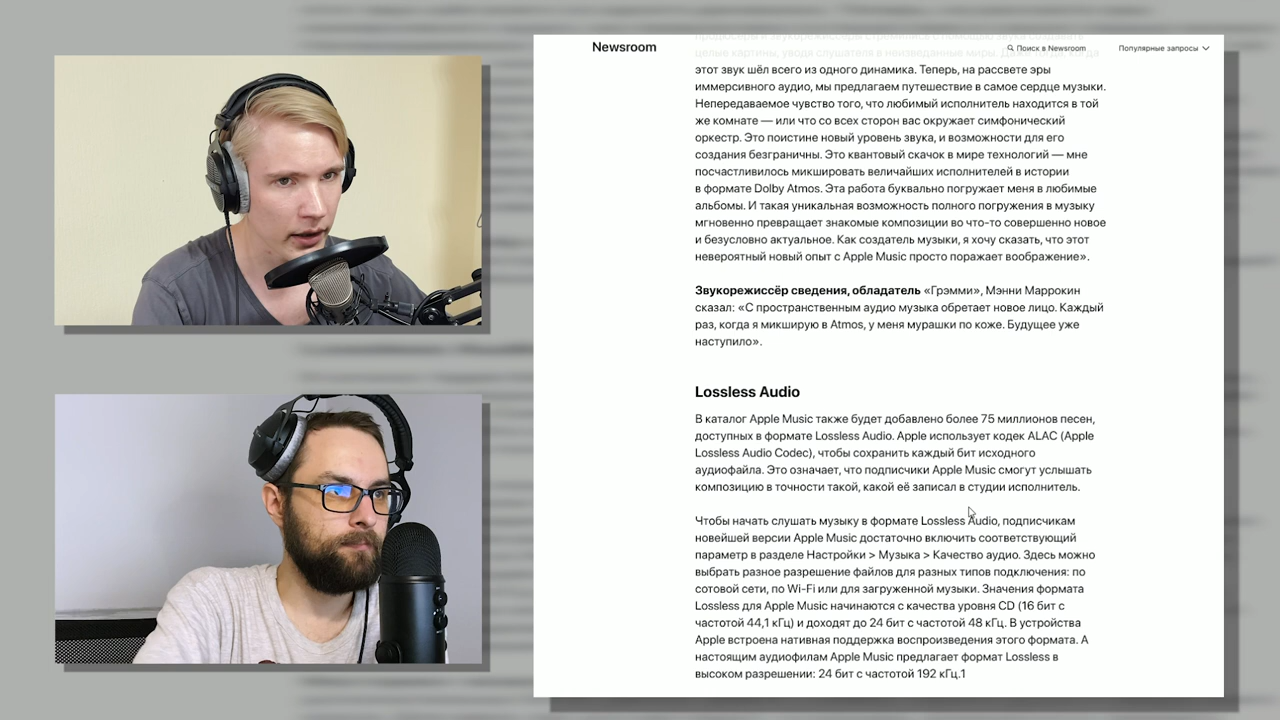 Newsroom
Поиск в Newsroom
Популярные запросы
целые картины, уводя слушателя в неизведанные миры.
этот звук шёл всего из одного динамика. Теперь, на рассвете эры
иммерсивного аудио, мы предлагаем путешествие в самое сердце музыки.
Непередаваемое чувство того, что любимый исполнитель находится в той
же комнате — или что со всех сторон вас окружает симфонический
оркестр. Это поистине новый уровень звука, и возможности для его
создания безграничны. Это квантовый скачок в мире технологий — мне
посчастливилось микшировать величайших исполнителей в истории
в формате Dolby Atmos. Эта работа буквально погружает меня в любимые
альбомы. И такая уникальная возможность полного погружения в музыку
мгновенно превращает знакомые композиции во что-то совершенно новое
и безусловно актуальное. Как создатель музыки, я хочу сказать, что этот
невероятный новый опыт с Apple Music просто поражает воображение».
Звукорежиссёр сведения, обладатель «Грэмми», Мэнни Маррокин
сказал: «С пространственным аудио музыка обретает новое лицо. Каждый
раз, когда я микширую в Atmos, у меня мурашки по коже. Будущее уже
наступило».
Lossless Audio
В каталог Apple Music также будет добавлено более 75 миллионов песен,
доступных в формате Lossless Audio. Apple использует кодек ALAC (Apple
Lossless Audio Codec), чтобы сохранить каждый бит исходного
аудиофайла. Это означает, что подписчики Apple Music смогут услышать
композицию в точности такой, какой её записал в студии исполнитель.
Чтобы начать слушать музыку в формате Lossless Audio, подписчикам
новейшей версии Apple Music достаточно включить соответствующий
параметр в разделе Настройки > Музыка > Качество аудио. Здесь можно
выбрать разное разрешение файлов для разных типов подключения: по
сотовой сети, по Wi-Fi или для загруженной музыки. Значения формата
Lossless для Apple Music начинаются с качества уровня CD (16 бит с
частотой 44,1 кГц) и доходят до 24 бит с частотой 48 кГц. В устройства
Apple встроена нативная поддержка воспроизведения этого формата. А
настоящим аудиофилам Apple Music предлагает формат Lossless в
высоком разрешении: 24 бит с частотой 192 кГц.1